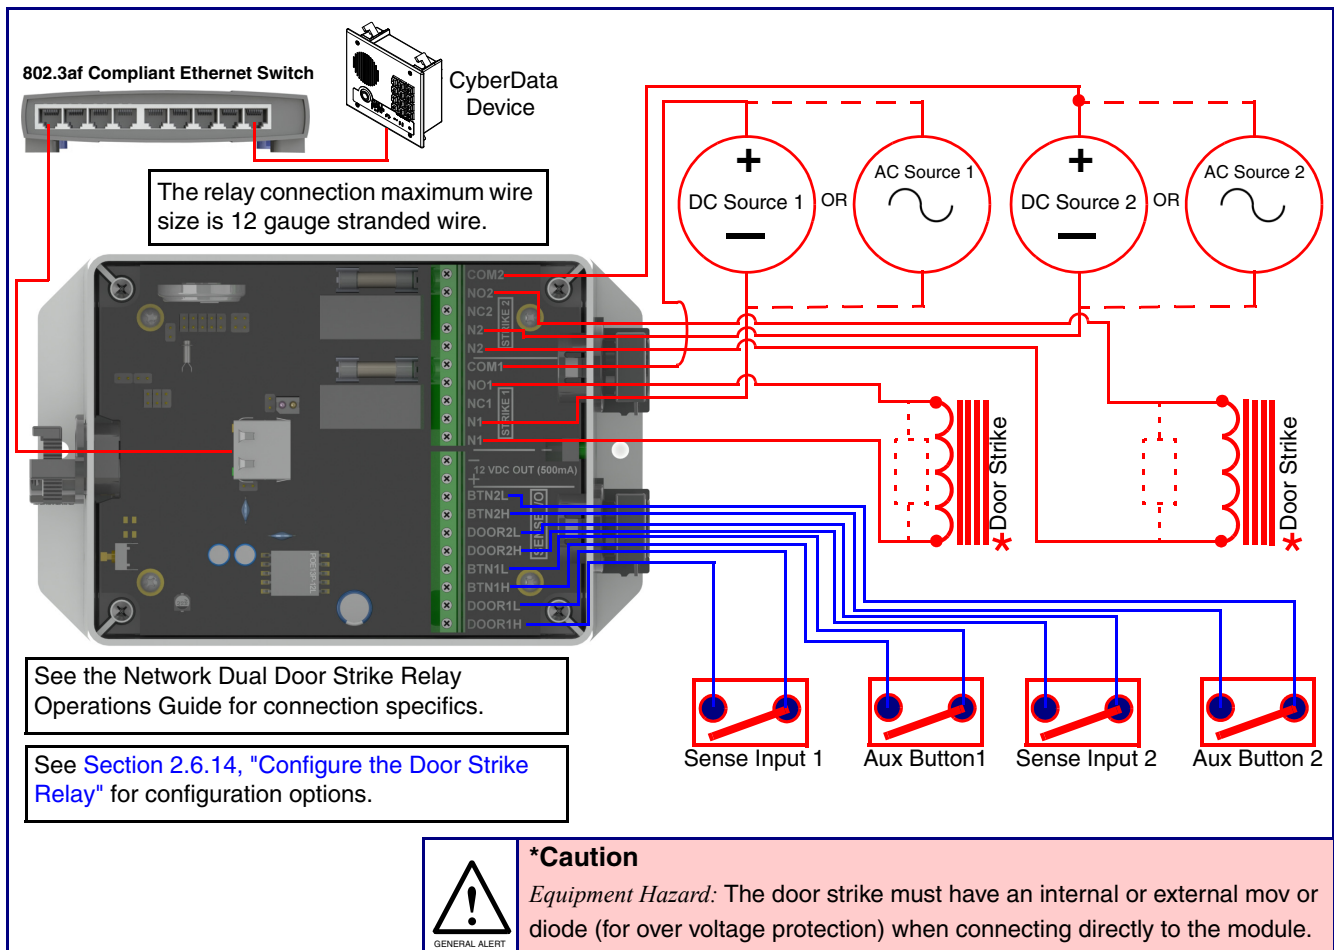 802.3af Compliant Ethernet Switch
CyberData
Device
The relay connection maximum wire
size is 12 gauge stranded wire.
+
DC Source 1
—
OR
AC Source 1
+
DC Source 2
—
OR
AC Source 2
COM2
NO2
NC2
N2
N2
STRIKE 2
COM1
NO1
NC1
N1
N1
STRIKE 1
−
+
12 VDC OUT (500mA)
BTN2L
BTN2H
DOOR2L
DOOR2H
BTN1L
BTN1H
DOOR1L
DOOR1H
SENSE I/O
POE13P-12L
*Door Strike
*Door Strike
Sense Input 1
Aux Button1
Sense Input 2
Aux Button 2
See the Network Dual Door Strike Relay
Operations Guide for connection specifics.
See Section 2.6.14, "Configure the Door Strike
Relay" for configuration options.
!
GENERAL ALERT
*Caution
Equipment Hazard: The door strike must have an internal or external mov or
diode (for over voltage protection) when connecting directly to the module.